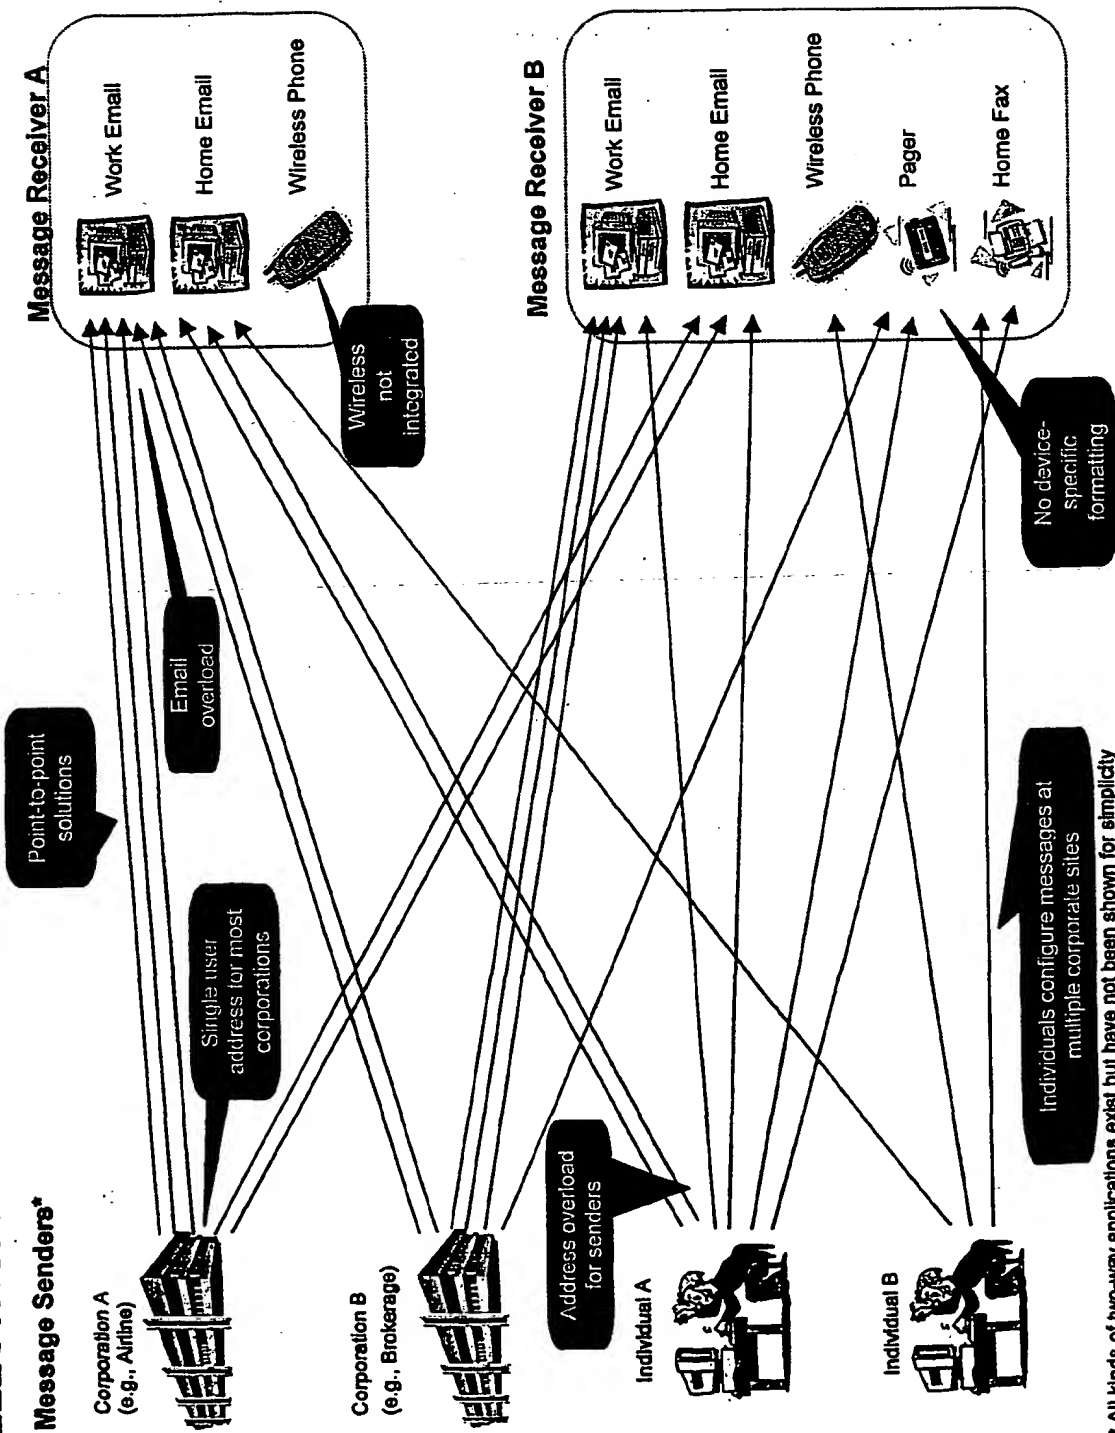 Message Senders*
Corporation A
(e.g., Airline)
Corporation B
(e.g., Brokerage)
Individual A
Individual B
Point-to-point
solutions
Single user
address for most
corporations
Email
overload
Address overload
for senders
Individuals configure messages at
multiple corporate sites
Message Receiver A
Work Email
Home Email
Wireless Phone
Wireless
not
integrated
Message Receiver B
Work Email
Home Email
Wireless Phone
Pager
Home Fax
No device-
specific
formatting
* All kinds of two-way applications exist but have not been shown for simplicity